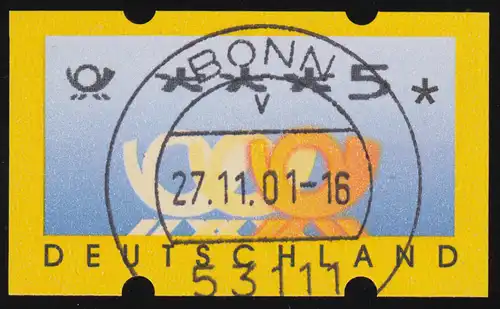 BONN
* * * 5 *
v
27.11.01-16
DEUTSCHLAND
53111